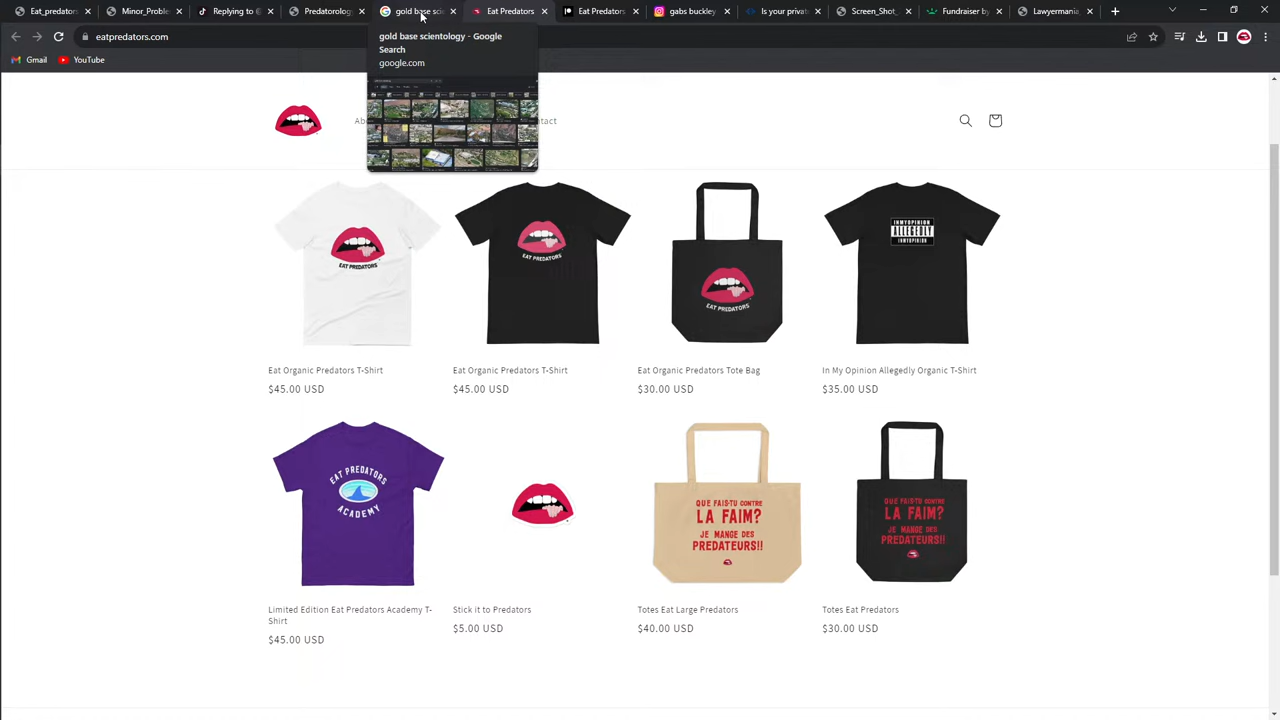 Eat_predators
Minor_Problem
Replying to @
Predatorology
gold base scie
Eat Predators
Eat Predators
gabs buckley
Is your private
Screen_Shot_
Fundraiser by
Lawyermania
eatpredators.com
Gmail
YouTube
gold base scientology - Google
Search
google.com
EAT PREDATORS
EAT PREDATORS
EAT PREDATORS
INMYOPINION
ALLEGEDLY
INMYOPINION
Eat Organic Predators T-Shirt
$45.00 USD
Eat Organic Predators T-Shirt
$45.00 USD
Eat Organic Predators Tote Bag
$30.00 USD
In My Opinion Allegedly Organic T-Shirt
$35.00 USD
EAT PREDATORS
ACADEMY
QUE FAIS-TU CONTRE
LA FAIM?
JE MANGE DES
PREDATEURS!!
QUE FAIS-TU CONTRE
LA FAIM?
JE MANGE DES
PREDATEURS!!
Limited Edition Eat Predators Academy T-
Shirt
$45.00 USD
Stick it to Predators
$5.00 USD
Totes Eat Large Predators
$40.00 USD
Totes Eat Predators
$30.00 USD